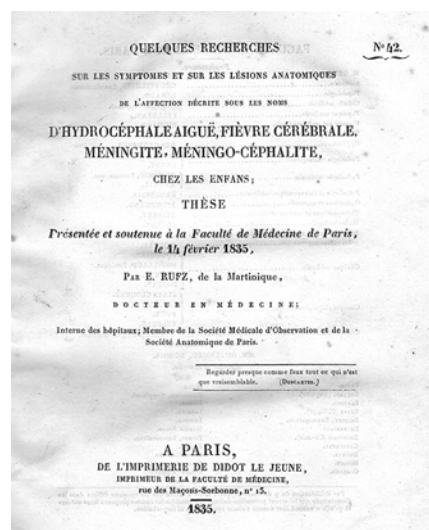 QUELQUES RECHERCHES
N° 42.
SUR LES SYMPTOMES ET SUR LES LÉSIONS ANATOMIQUES
DE L'AFFECTION DÉCRITE SOUS LES NOMS
D'HYDROCÉPHALE AIGUË, FIÈVRE CÉRÉBRALE,
MÉNINGITE, MÉNINGO-CÉPHALITE,
CHEZ LES ENFANS;
THÈSE
Présentée et soutenue à la Faculté de Médecine de Paris,
le 14 février 1835,
PAR E. RUFZ, de la Martinique,
DOCTEUR EN MÉDECINE;
Interne des hôpitaux; Membre de la Société Médicale d'Observation et de la
Société Anatomique de Paris.
Regarder presque comme faux tout ce qui n'est
que vraisemblable. (DESCARTES.)
A PARIS,
DE L'IMPRIMERIE DE DIDOT LE JEUNE,
IMPRIMEUR DE LA FACULTÉ DE MÉDECINE,
rue des Maçons-Sorbonne, n° 13.
1835.